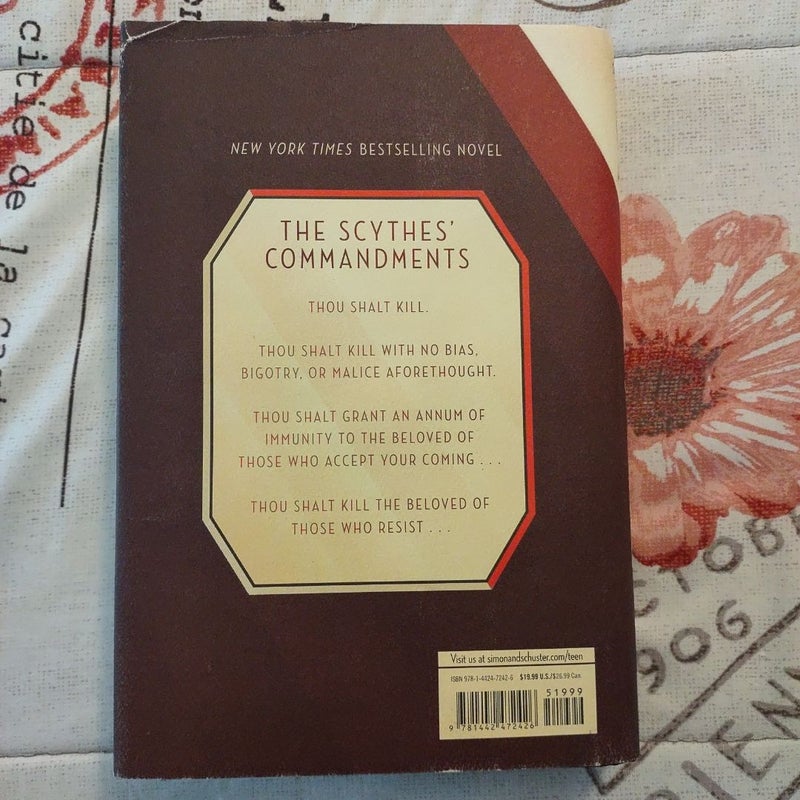 NEW YORK TIMES BESTSELLING NOVEL
THE SCYTHES'
COMMANDMENTS
THOU SHALT KILL.
THOU SHALT KILL WITH NO BIAS,
BIGOTRY, OR MALICE AFORETHOUGHT.
THOU SHALT GRANT AN ANNUM OF
IMMUNITY TO THE BELOVED OF
THOSE WHO ACCEPT YOUR COMING . . .
THOU SHALT KILL THE BELOVED OF
THOSE WHO RESIST . . .
Visit us at simonandschuster.com/teen
ISBN 978-1-4424-7242-6 $19.99 U.S./$26.99 Can.
51999
9 781442 472426
citie de la
1906